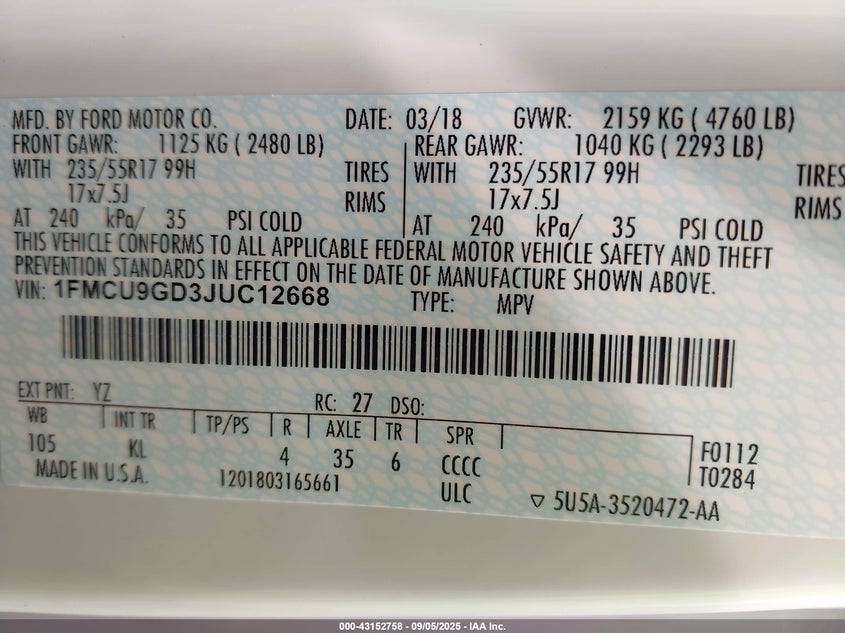 MFD. BY FORD MOTOR CO. DATE: 03/18 GVWR: 2159 KG ( 4760 LB)
FRONT GAWR: 1125 KG ( 2480 LB) REAR GAWR: 1040 KG ( 2293 LB)
WITH 235/55R17 99H TIRES WITH 235/55R17 99H TIRES
17x7.5J RIMS 17x7.5J RIMS
AT 240 kPa/ 35 PSI COLD AT 240 kPa/ 35 PSI COLD
THIS VEHICLE CONFORMS TO ALL APPLICABLE FEDERAL MOTOR VEHICLE SAFETY AND THEFT
PREVENTION STANDARDS IN EFFECT ON THE DATE OF MANUFACTURE SHOWN ABOVE.
VIN: 1FMCU9GD3JUC12668 TYPE: MPV
EXT PNT: YZ RC: 27 DSO:
WB INT TR TP/PS R AXLE TR SPR
105 KL 4 35 6 CCCC F0112
MADE IN U.S.A. 1201803165661 ULC T0284
▽ 5U5A-3520472-AA
000-43152758 - 09/05/2025 - IAA Inc.